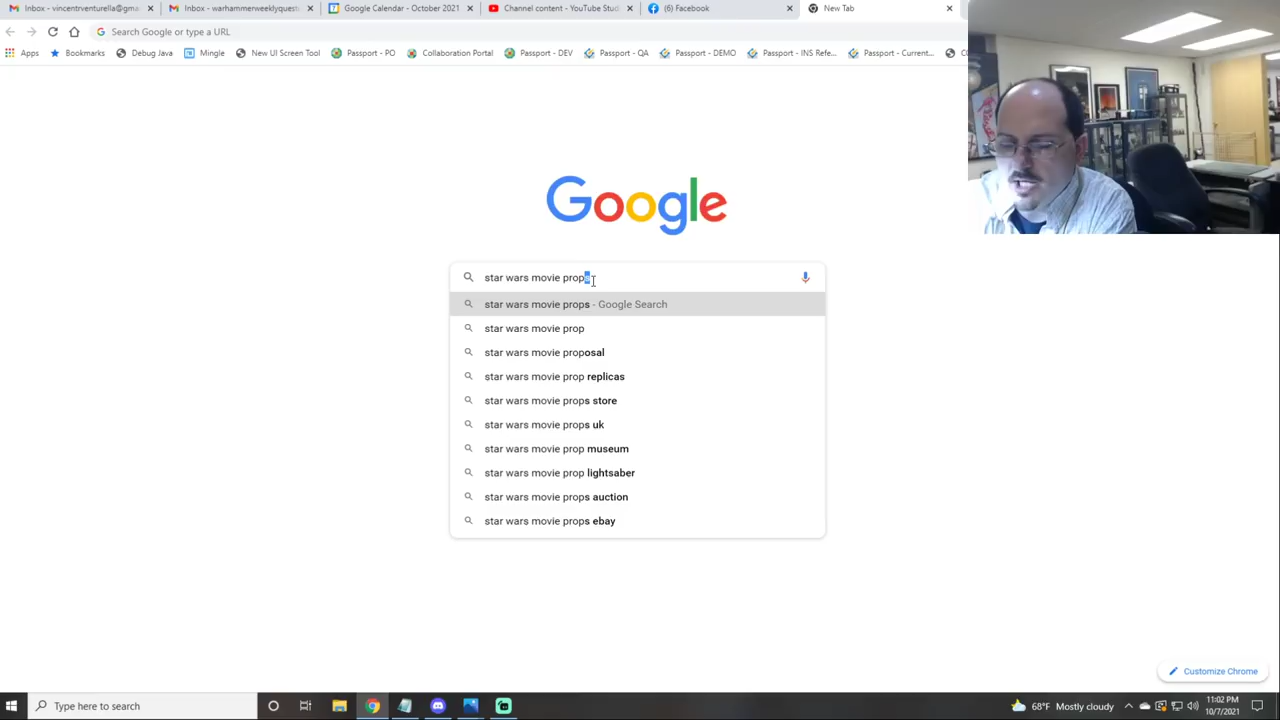 Inbox - vincentrventurella@gma
Inbox - warhammerweeklyquest
Google Calendar - October 2021
Channel content - YouTube Stud
(6) Facebook
New Tab
Search Google or type a URL
Apps
Bookmarks
Debug Java
Mingle
New UI Screen Tool
Passport - PO
Collaboration Portal
Passport - DEV
Passport - QA
Passport - DEMO
Passport - INS Refe...
Passport - Current...
Google
star wars movie props
star wars movie props - Google Search
star wars movie prop
star wars movie proposal
star wars movie prop replicas
star wars movie props store
star wars movie props uk
star wars movie prop museum
star wars movie prop lightsaber
star wars movie props auction
star wars movie props ebay
Customize Chrome
Type here to search
68°F Mostly cloudy
11:02 PM
10/7/2021